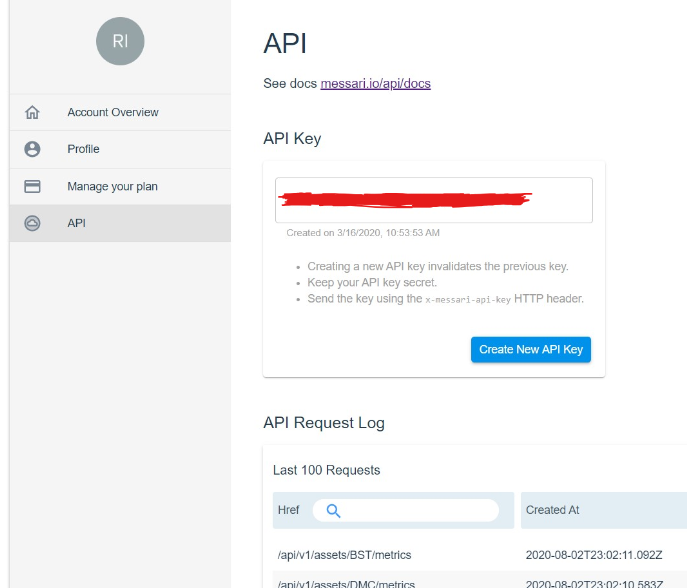 RI
API
See docs messari.io/api/docs
Account Overview
Profile
Manage your plan
API
API Key
Created on 3/16/2020, 10:53:53 AM
• Creating a new API key invalidates the previous key.
• Keep your API key secret.
• Send the key using the x-messari-api-key HTTP header.
Create New API Key
API Request Log
Last 100 Requests
Href Created At
/api/v1/assets/BST/metrics 2020-08-02T23:02:11.092Z
/api/v1/assets/DMC/metrics 2020-08-02T23:02:10.583Z